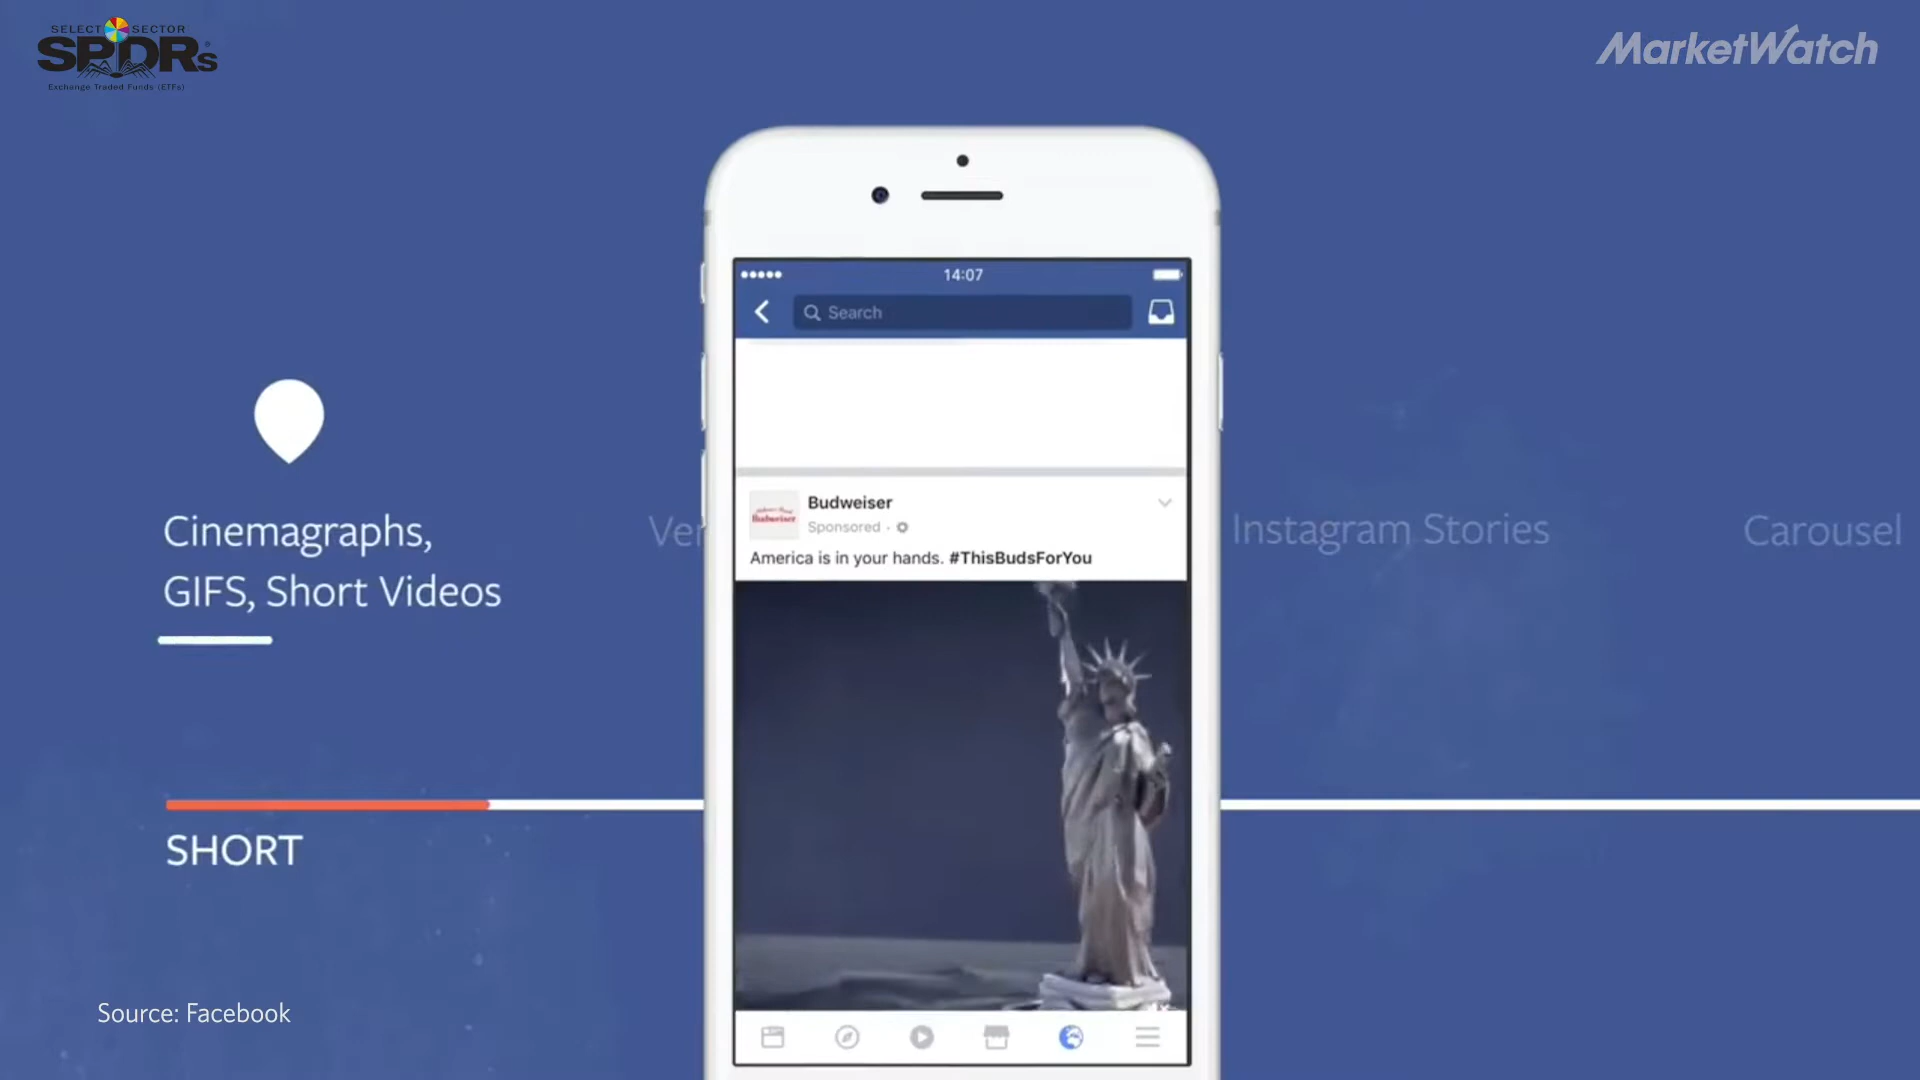 SELECT SECTOR
SPDRs
Exchange Traded Funds (ETFs)
MarketWatch
14:07
Search
Budweiser
Budweiser
Sponsored
America is in your hands. #ThisBudsForYou
Cinemagraphs,
GIFS, Short Videos
Instagram Stories
Carousel
SHORT
Source: Facebook